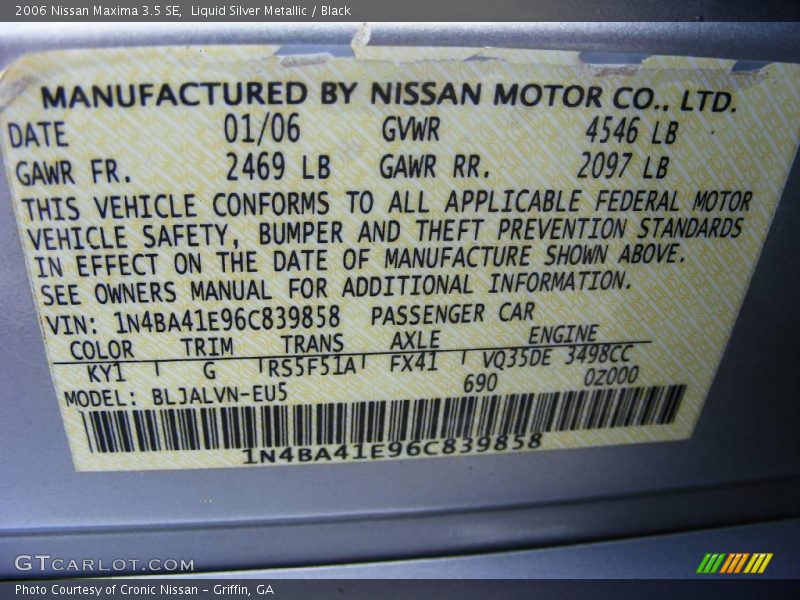 2006 Nissan Maxima 3.5 SE,  Liquid Silver Metallic / Black
MANUFACTURED BY NISSAN MOTOR CO., LTD.
DATE 01/06 GVWR 4546 LB
GAWR FR. 2469 LB GAWR RR. 2097 LB
THIS VEHICLE CONFORMS TO ALL APPLICABLE FEDERAL MOTOR
VEHICLE SAFETY, BUMPER AND THEFT PREVENTION STANDARDS
IN EFFECT ON THE DATE OF MANUFACTURE SHOWN ABOVE.
SEE OWNERS MANUAL FOR ADDITIONAL INFORMATION.
VIN: 1N4BA41E96C839858 PASSENGER CAR
COLOR TRIM TRANS AXLE ENGINE
KY1 G RS5F51A FX41 VQ35DE 3498CC
MODEL: BLJALVN-EU5 690 0Z000
1N4BA41E96C839858
GTCARLOT.COM
Photo Courtesy of Cronic Nissan - Griffin, GA